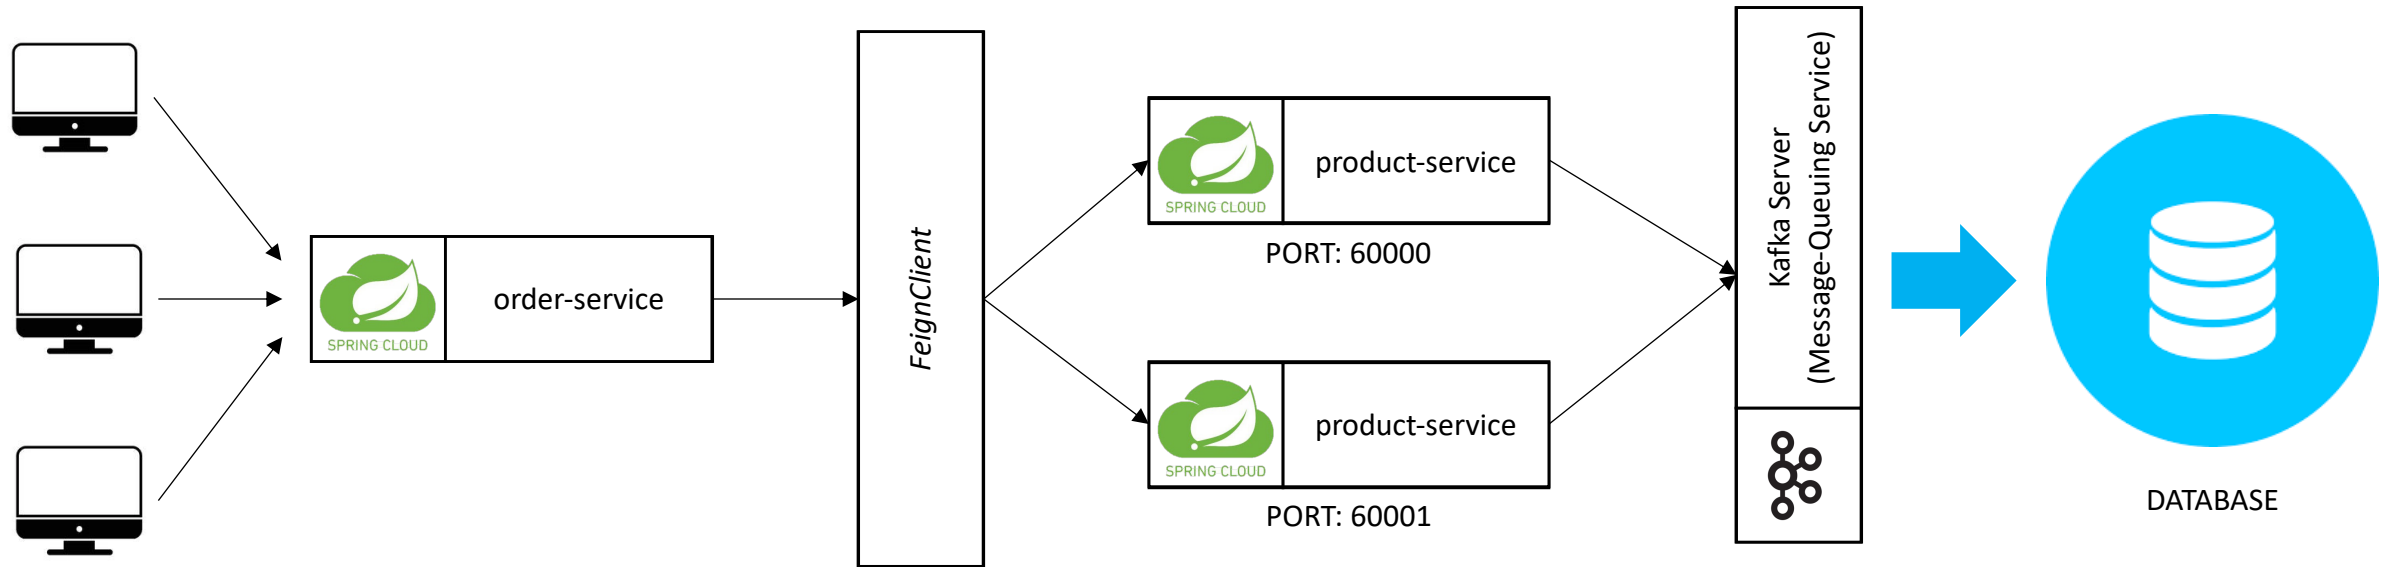 SPRING CLOUD
order-service
FeignClient
SPRING CLOUD
product-service
PORT: 60000
SPRING CLOUD
product-service
PORT: 60001
Kafka Server
(Message-Queuing Service)
DATABASE